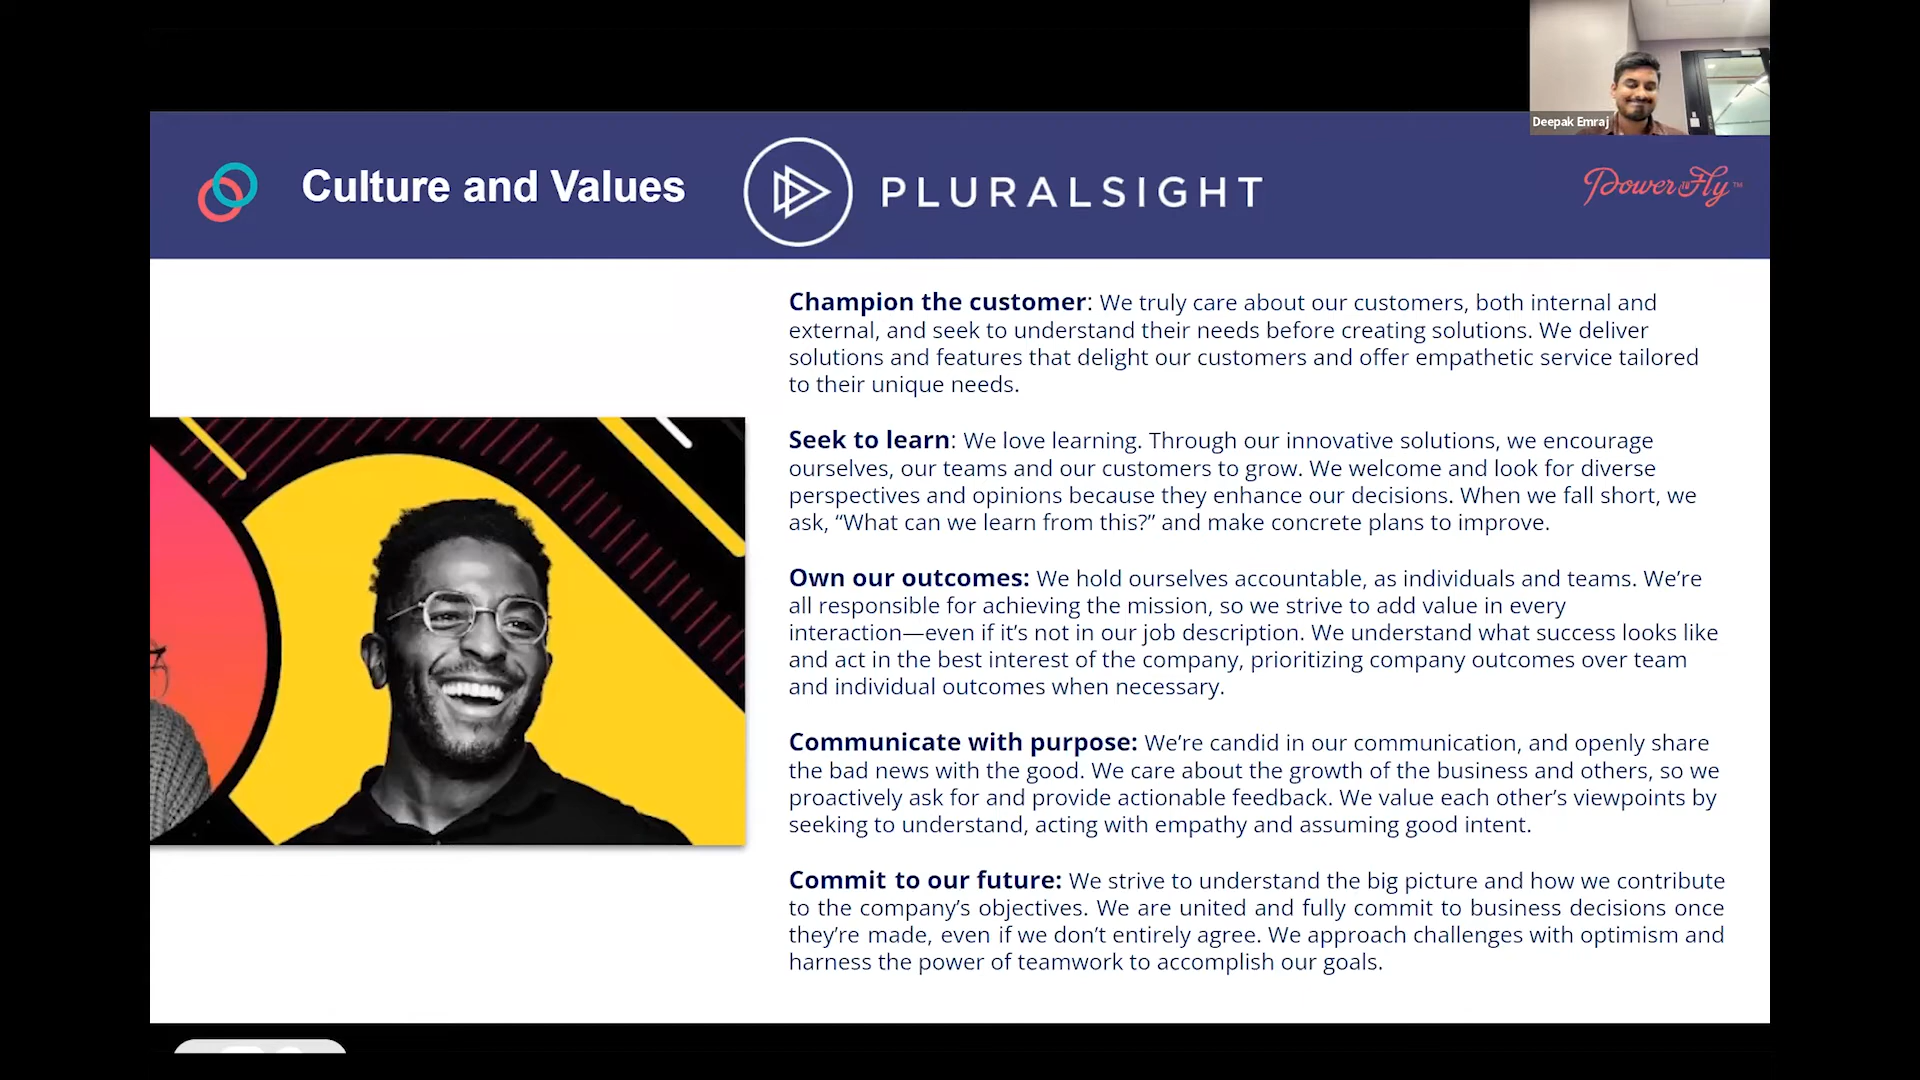 Deepak Emraj
Culture and Values
PLURALSIGHT
PowerToFly™
Champion the customer: We truly care about our customers, both internal and
external, and seek to understand their needs before creating solutions. We deliver
solutions and features that delight our customers and offer empathetic service tailored
to their unique needs.
Seek to learn: We love learning. Through our innovative solutions, we encourage
ourselves, our teams and our customers to grow. We welcome and look for diverse
perspectives and opinions because they enhance our decisions. When we fall short, we
ask, “What can we learn from this?” and make concrete plans to improve.
Own our outcomes: We hold ourselves accountable, as individuals and teams. We’re
all responsible for achieving the mission, so we strive to add value in every
interaction—even if it’s not in our job description. We understand what success looks like
and act in the best interest of the company, prioritizing company outcomes over team
and individual outcomes when necessary.
Communicate with purpose: We’re candid in our communication, and openly share
the bad news with the good. We care about the growth of the business and others, so we
proactively ask for and provide actionable feedback. We value each other’s viewpoints by
seeking to understand, acting with empathy and assuming good intent.
Commit to our future: We strive to understand the big picture and how we contribute
to the company’s objectives. We are united and fully commit to business decisions once
they’re made, even if we don’t entirely agree. We approach challenges with optimism and
harness the power of teamwork to accomplish our goals.